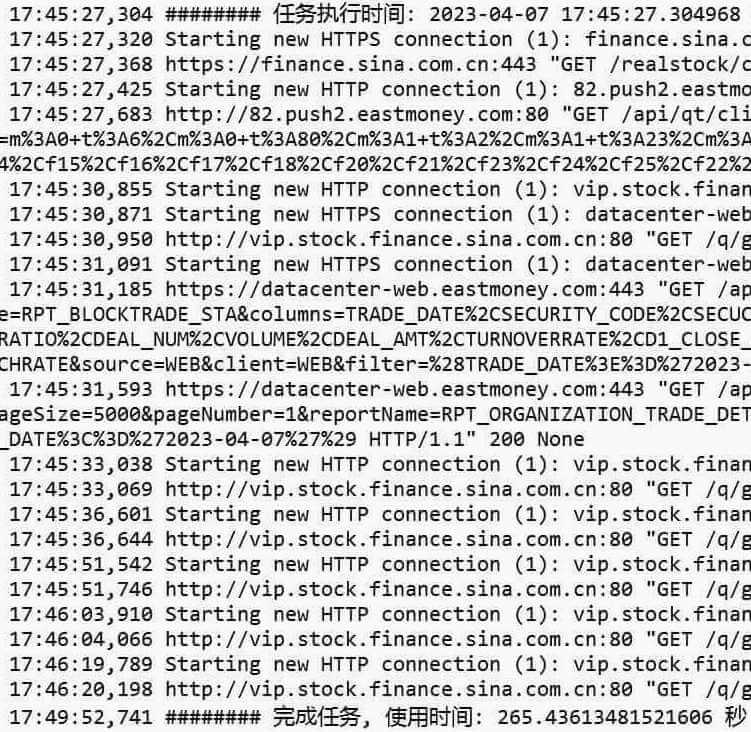 17:45:27,304 ######## 任务执行时间: 2023-04-07 17:45:27.304968
17:45:27,320 Starting new HTTPS connection (1): finance.sina.c
17:45:27,368 https://finance.sina.com.cn:443 "GET /realstock/c
17:45:27,425 Starting new HTTP connection (1): 82.push2.eastmo
17:45:27,683 http://82.push2.eastmoney.com:80 "GET /api/qt/cli
=m%3A0+t%3A6%2Cm%3A0+t%3A80%2Cm%3A1+t%3A2%2Cm%3A1+t%3A23%2Cm%3A
4%2Cf15%2Cf16%2Cf17%2Cf18%2Cf20%2Cf21%2Cf23%2Cf24%2Cf25%2Cf22%2
17:45:30,855 Starting new HTTP connection (1): vip.stock.finan
17:45:30,871 Starting new HTTPS connection (1): datacenter-web
17:45:30,950 http://vip.stock.finance.sina.com.cn:80 "GET /q/g
17:45:31,091 Starting new HTTPS connection (1): datacenter-web
17:45:31,185 https://datacenter-web.eastmoney.com:443 "GET /ap
e=RPT_BLOCKTRADE_STA&columns=TRADE_DATE%2CSECURITY_CODE%2CSECUC
RATIO%2CDEAL_NUM%2CVOLUME%2CDEAL_AMT%2CTURNOVERRATE%2CD1_CLOSE_
CHRATE&source=WEB&client=WEB&filter=%28TRADE_DATE%3E%3D%272023-
17:45:31,593 https://datacenter-web.eastmoney.com:443 "GET /ap
ageSize=5000&pageNumber=1&reportName=RPT_ORGANIZATION_TRADE_DET
_DATE%3C%3D%272023-04-07%27%29 HTTP/1.1" 200 None
17:45:33,038 Starting new HTTP connection (1): vip.stock.finan
17:45:33,069 http://vip.stock.finance.sina.com.cn:80 "GET /q/g
17:45:36,601 Starting new HTTP connection (1): vip.stock.finan
17:45:36,644 http://vip.stock.finance.sina.com.cn:80 "GET /q/g
17:45:51,542 Starting new HTTP connection (1): vip.stock.finan
17:45:51,746 http://vip.stock.finance.sina.com.cn:80 "GET /q/g
17:46:03,910 Starting new HTTP connection (1): vip.stock.finan
17:46:04,066 http://vip.stock.finance.sina.com.cn:80 "GET /q/g
17:46:19,789 Starting new HTTP connection (1): vip.stock.finan
17:46:20,198 http://vip.stock.finance.sina.com.cn:80 "GET /q/g
17:49:52,741 ######## 完成任务, 使用时间: 265.43613481521606 秒